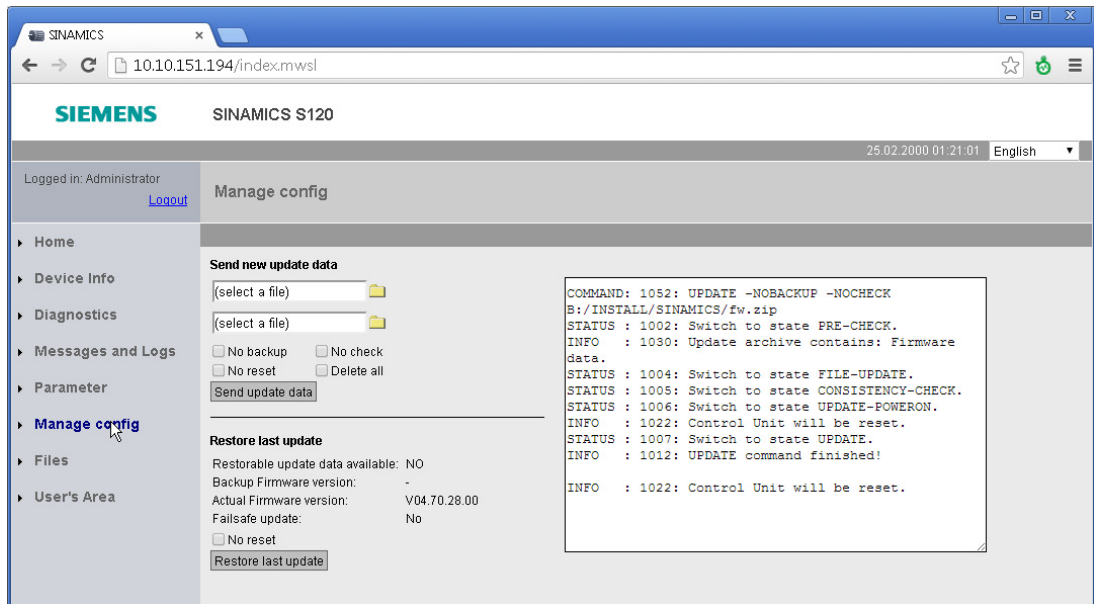 SINAMICS
10.10.151.194/index.mwsl
SIEMENS SINAMICS S120
25.02.2000 01:21:01 English
Logged in: Administrator
Logout
Manage config
Home
Device Info
Diagnostics
Messages and Logs
Parameter
Manage config
Files
User's Area
Send new update data
(select a file)
(select a file)
No backup No check
No reset Delete all
Send update data
Restore last update
Restorable update data available: NO
Backup Firmware version: -
Actual Firmware version: V04.70.28.00
Failsafe update: No
No reset
Restore last update
COMMAND: 1052: UPDATE -NOBACKUP -NOCHECK
B:/INSTALL/SINAMICS/fw.zip
STATUS : 1002: Switch to state PRE-CHECK.
INFO : 1030: Update archive contains: Firmware
data.
STATUS : 1004: Switch to state FILE-UPDATE.
STATUS : 1005: Switch to state CONSISTENCY-CHECK.
STATUS : 1006: Switch to state UPDATE-POWERON.
INFO : 1022: Control Unit will be reset.
STATUS : 1007: Switch to state UPDATE.
INFO : 1012: UPDATE command finished!
INFO : 1022: Control Unit will be reset.